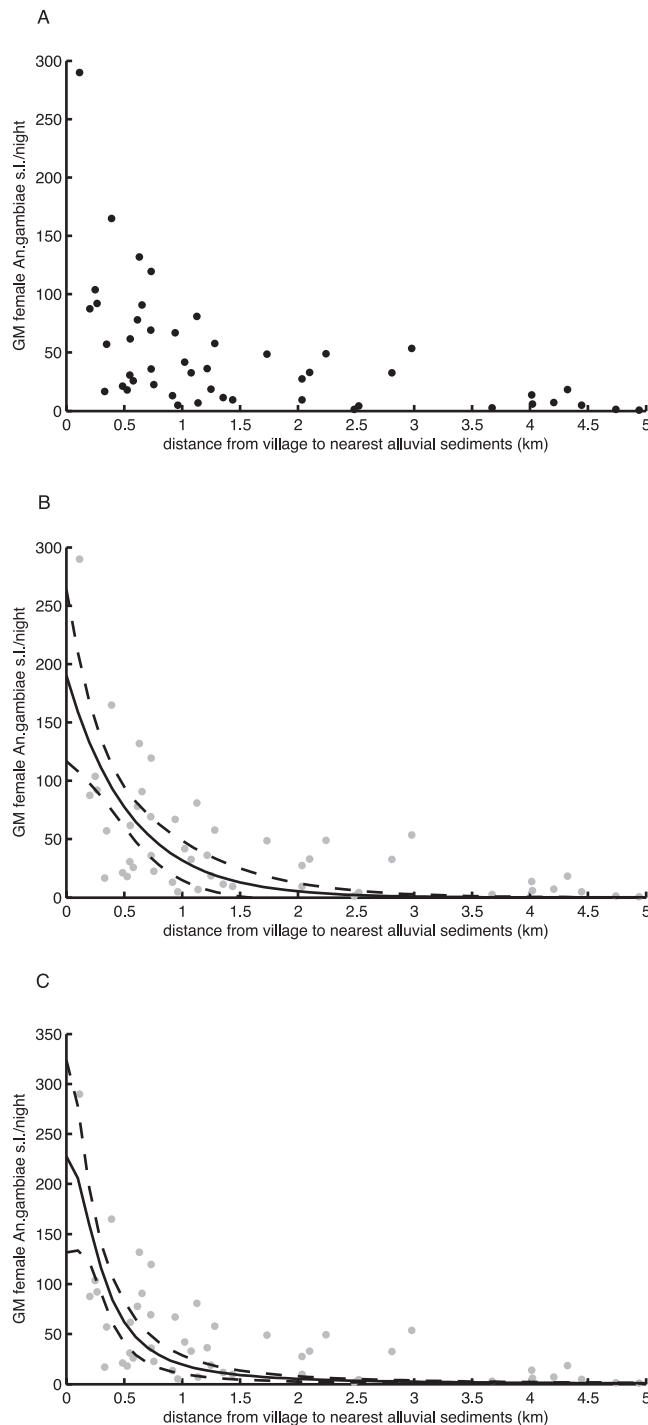 A
300
250
200
150
100
50
0
GM female An.gambiae s.l./night
0 0.5 1 1.5 2 2.5 3 3.5 4 4.5 5
distance from village to nearest alluvial sediments (km)
B
300
250
200
150
100
50
0
GM female An.gambiae s.l./night
0 0.5 1 1.5 2 2.5 3 3.5 4 4.5 5
distance from village to nearest alluvial sediments (km)
C
350
300
250
200
150
100
50
0
GM female An.gambiae s.l./night
0 0.5 1 1.5 2 2.5 3 3.5 4 4.5 5
distance from village to nearest alluvial sediments (km)